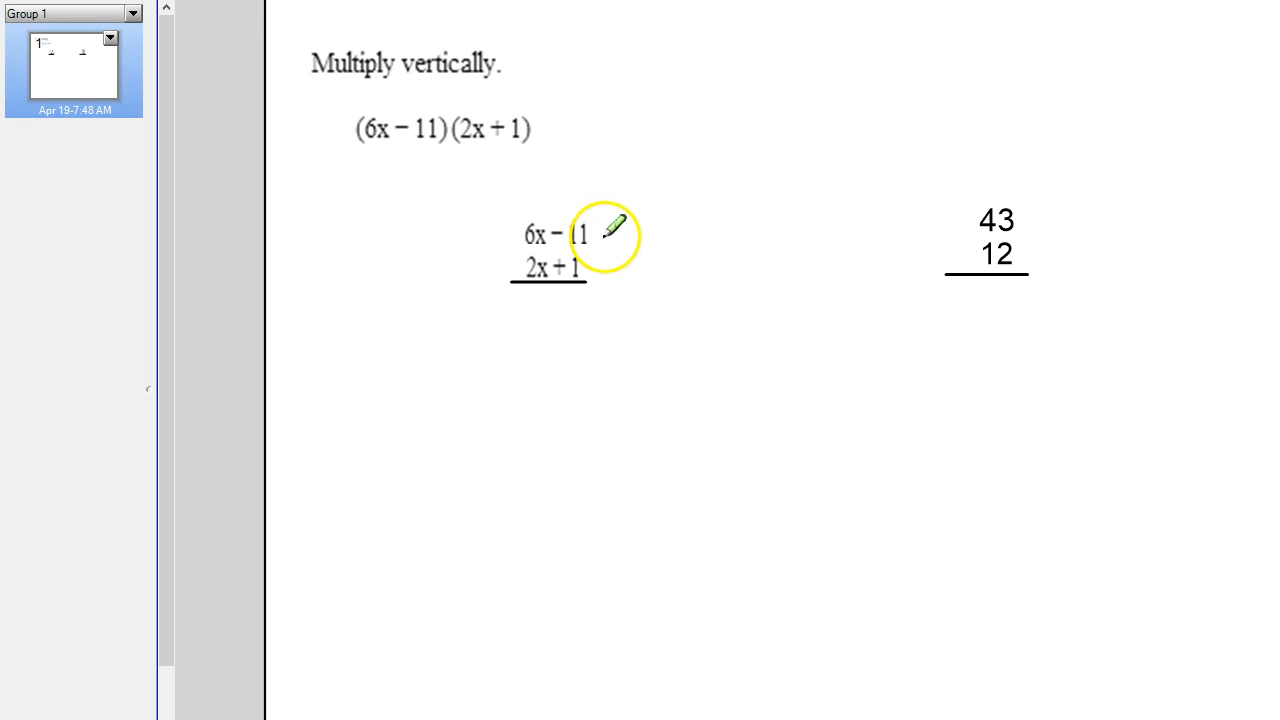 Group 1
1
Apr 19-7:48 AM
Multiply vertically.
(6x − 11)(2x + 1)
6x − 11
2x + 1
43
12